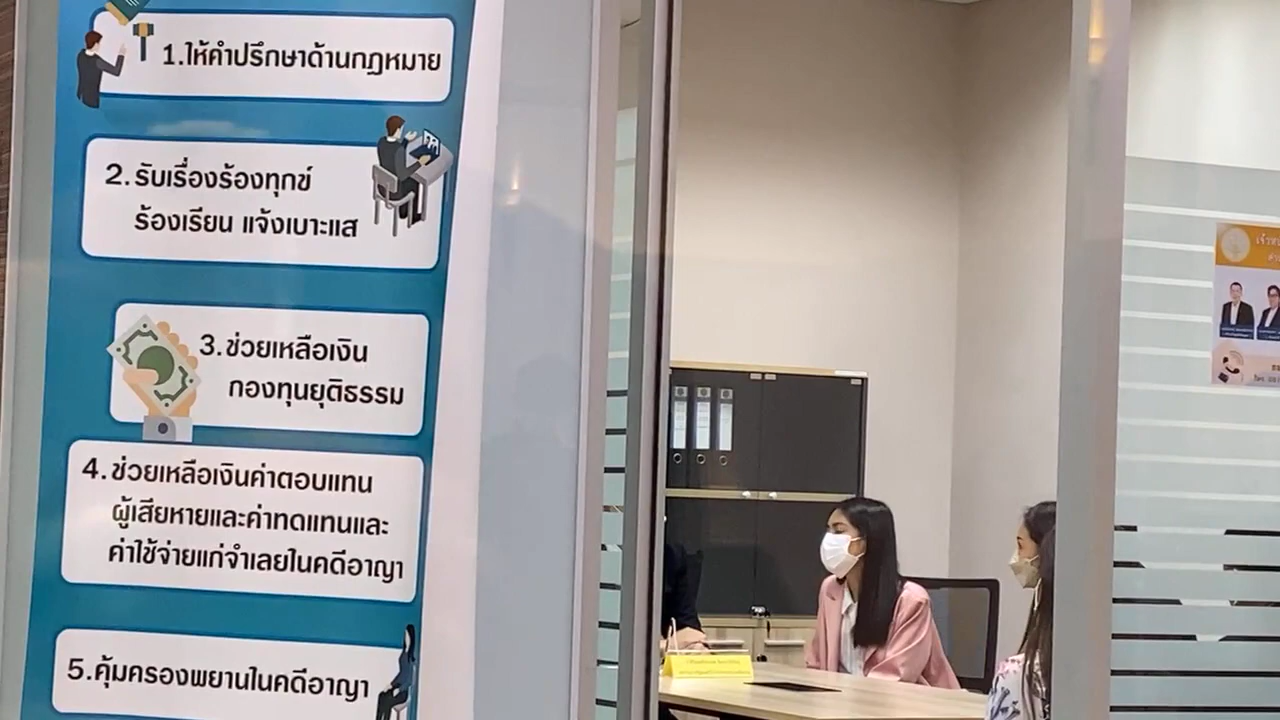 1.ให้คำปรึกษาด้านกฎหมาย
2.รับเรื่องร้องทุกข์
ร้องเรียน แจ้งเบาะแส
3.ช่วยเหลือเงิน
กองทุนยุติธรรม
4.ช่วยเหลือเงินค่าตอบแทน
ผู้เสียหายและค่าทดแทนและ
ค่าใช้จ่ายแก่จำเลยในคดีอาญา
5.คุ้มครองพยานในคดีอาญา